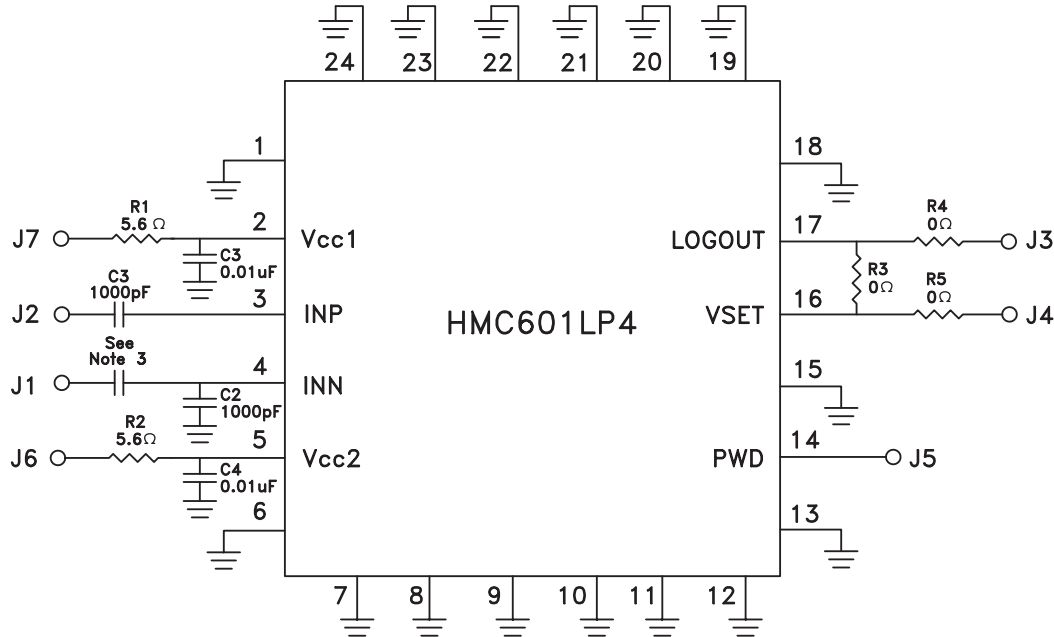 24 23 22 21 20 19
1
18
R1
5.6 Ω
2
J7
Vcc1
C3
0.01uF
17
R4
0Ω
LOGOUT
J3
C3
1000pF
3
J2
INP
HMC601LP4
R3
0Ω
16
R5
0Ω
VSET
J4
See
Note 3
4
J1
INN
C2
1000pF
15
R2
5.6Ω
5
J6
Vcc2
C4
0.01uF
14
PWD
J5
6
13
7 8 9 10 11 12